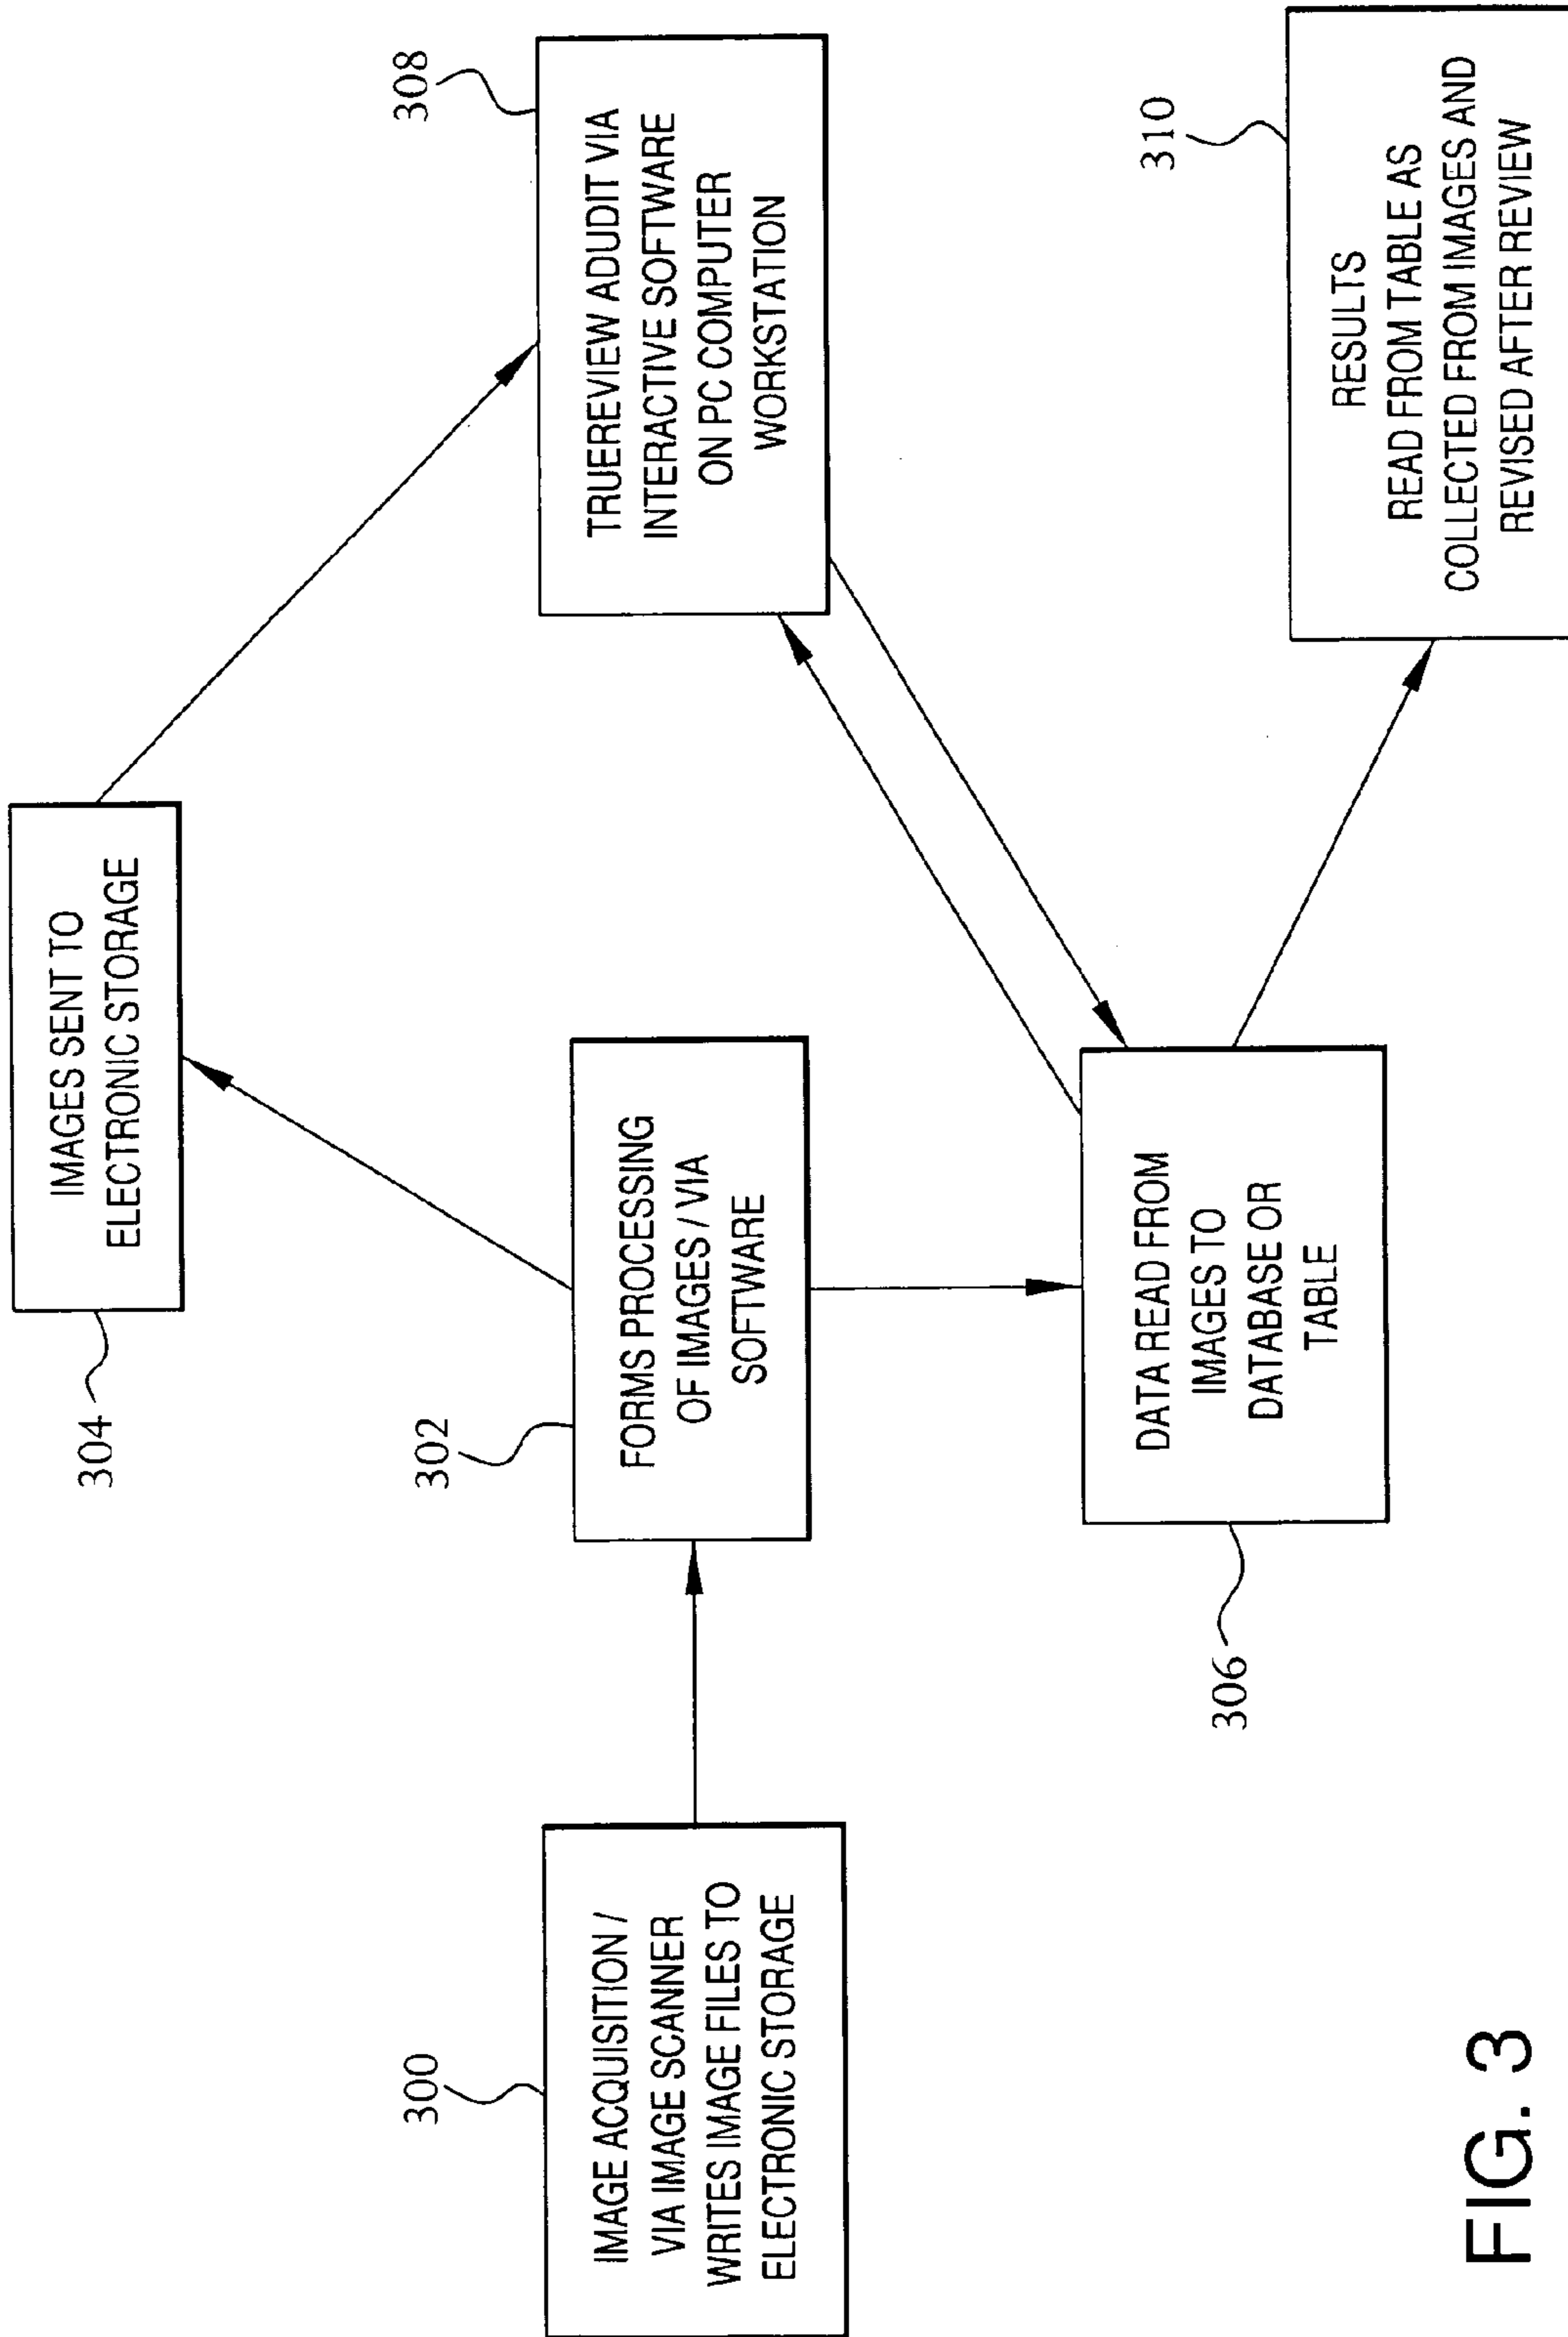 300
IMAGE ACQUISITION /
VIA IMAGE SCANNER
WRITES IMAGE FILES TO
ELECTRONIC STORAGE
302
FORMS PROCESSING
OF IMAGES / VIA
SOFTWARE
304
IMAGES SENT TO
ELECTRONIC STORAGE
306
DATA READ FROM
IMAGES TO
DATABASE OR
TABLE
308
TRUEREVIEW ADUDIT VIA
INTERACTIVE SOFTWARE
ON PC COMPUTER
WORKSTATION
310
RESULTS
READ FROM TABLE AS
COLLECTED FROM IMAGES AND
REVISED AFTER REVIEW
FIG. 3